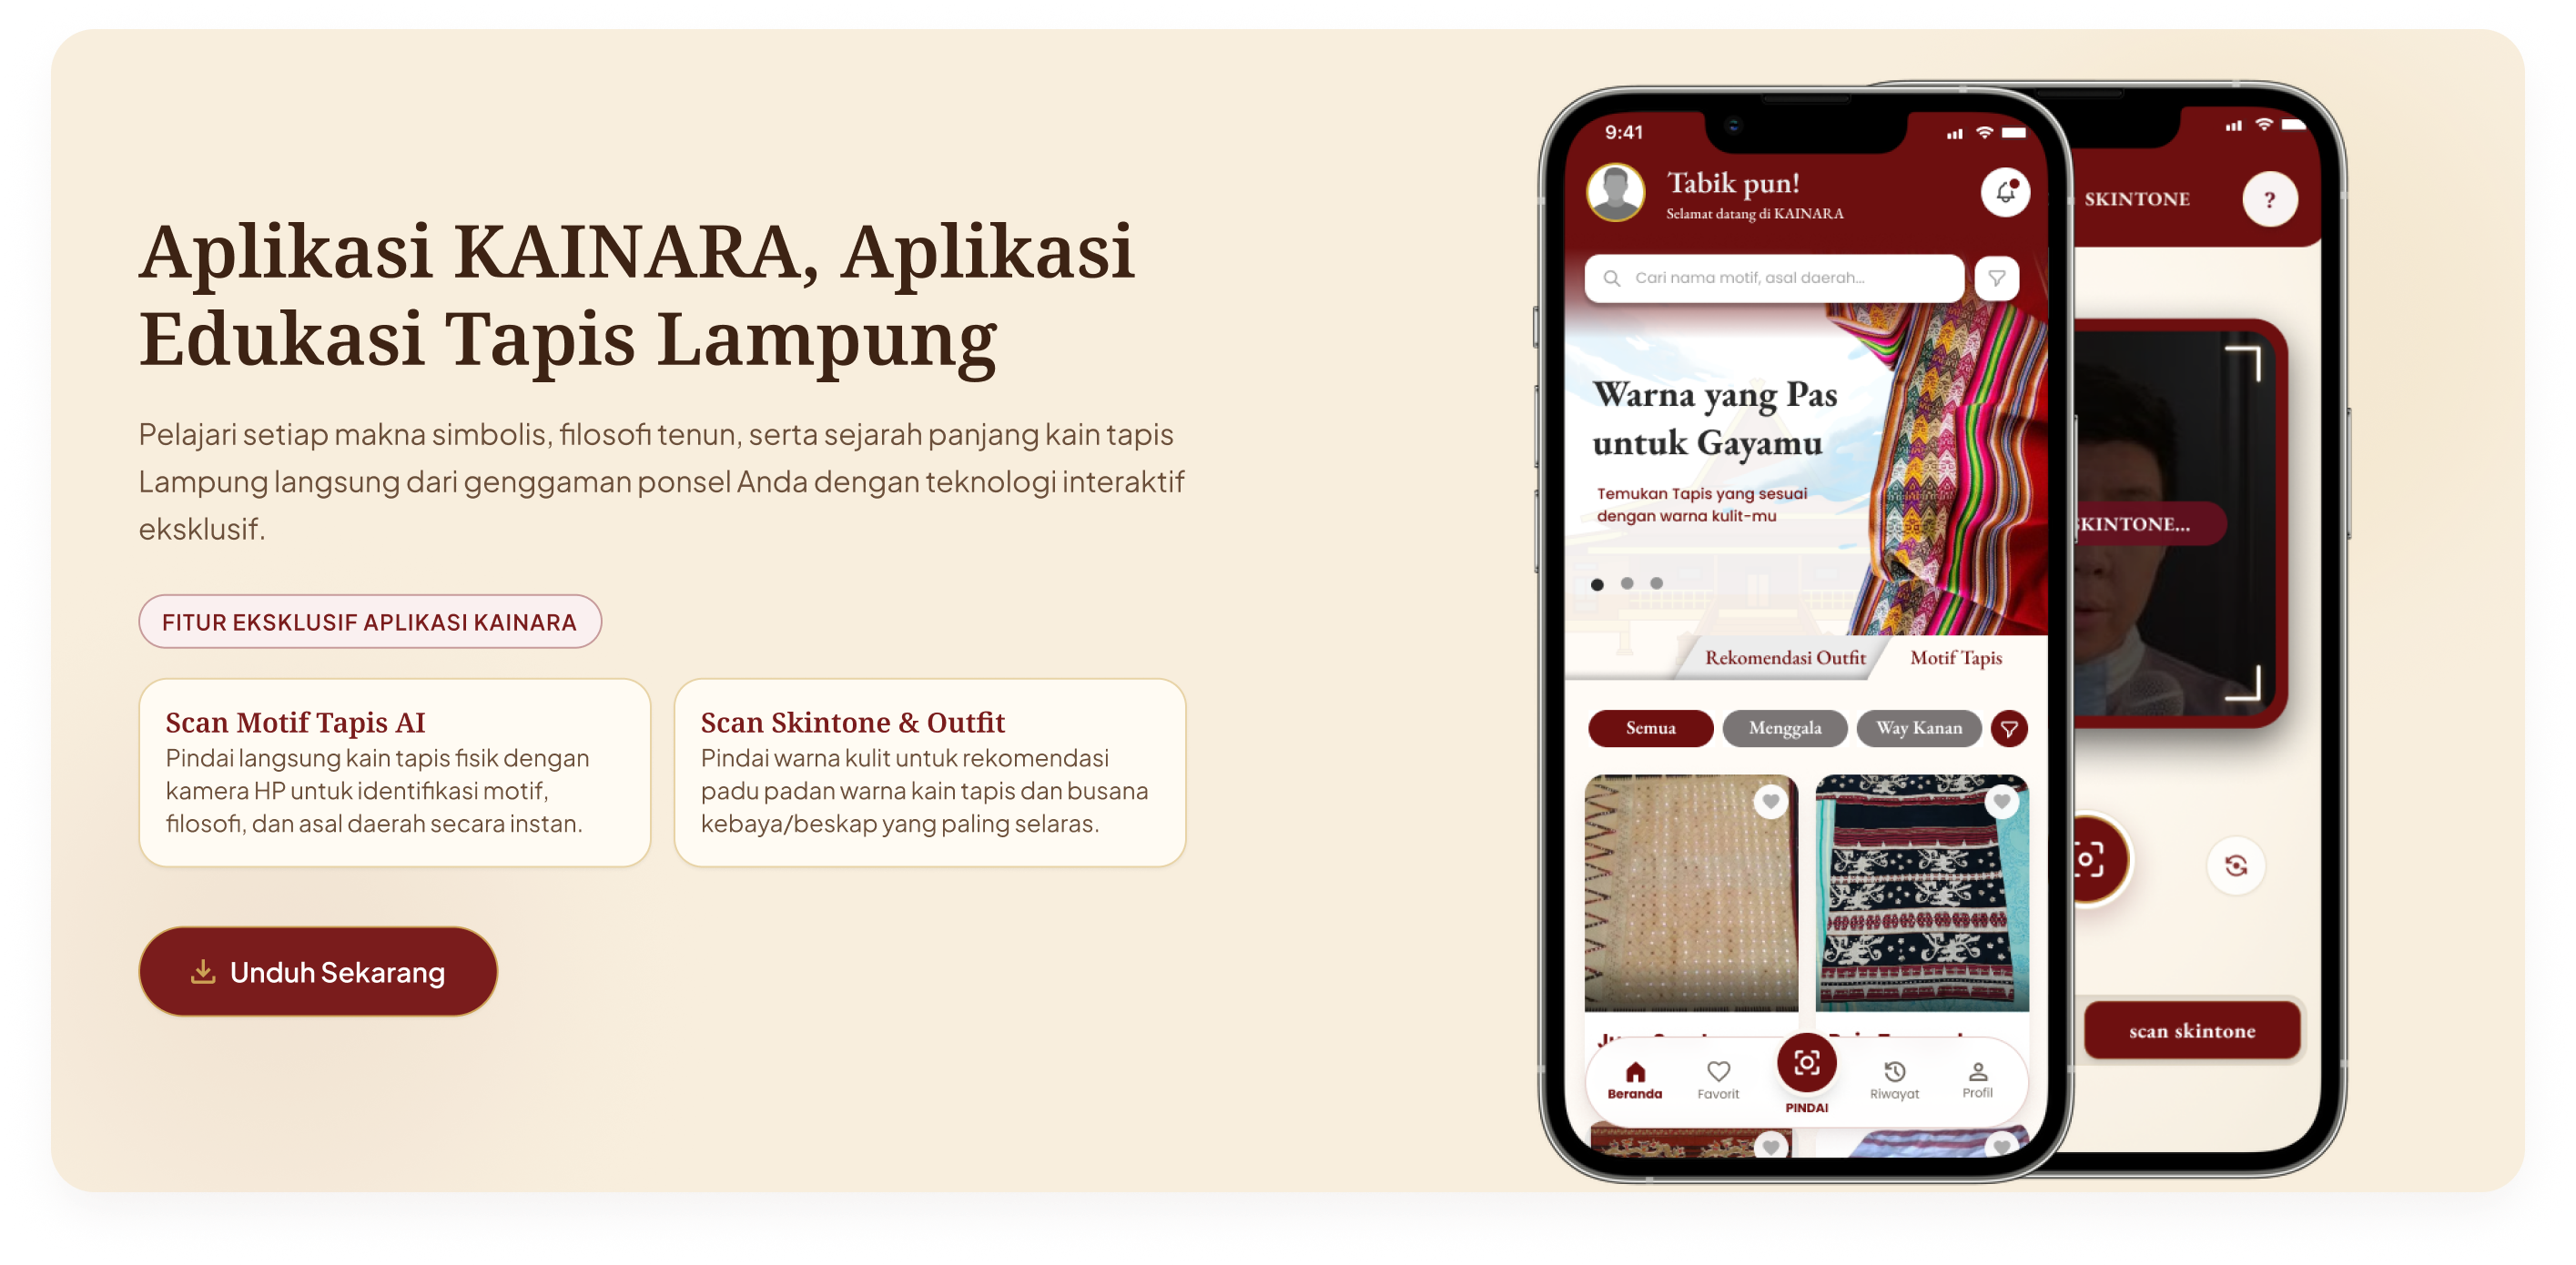 Aplikasi KAINARA, Aplikasi
Edukasi Tapis Lampung
Pelajari setiap makna simbolis, filosofi tenun, serta sejarah panjang kain tapis
Lampung langsung dari genggaman ponsel Anda dengan teknologi interaktif
eksklusif.
FITUR EKSKLUSIF APLIKASI KAINARA
Scan Motif Tapis AI
Pindai langsung kain tapis fisik dengan
kamera HP untuk identifikasi motif,
filosofi, dan asal daerah secara instan.
Scan Skintone & Outfit
Pindai warna kulit untuk rekomendasi
padu padan warna kain tapis dan busana
kebaya/beskap yang paling selaras.
Unduh Sekarang
9:41
Tabik pun!
Selamat datang di KAINARA
Cari nama motif, asal daerah...
Warna yang Pas
untuk Gayamu
Temukan Tapis yang sesuai
dengan warna kulit-mu
Rekomendasi Outfit
Motif Tapis
Semua
Menggala
Way Kanan
Beranda
Favorit
PINDAI
Riwayat
Profil
SKINTONE
?
SKINTONE...
scan skintone